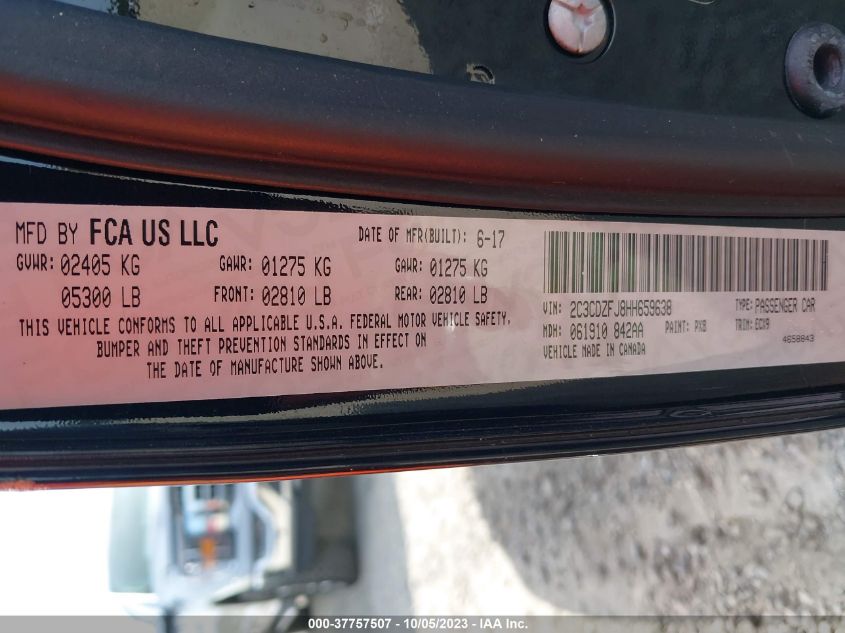 MFD BY FCA US LLC
DATE OF MFR(BUILT): 6-17
GVWR: 02405 KG GAWR: 01275 KG GAWR: 01275 KG
05300 LB FRONT: 02810 LB REAR: 02810 LB
THIS VEHICLE CONFORMS TO ALL APPLICABLE U.S.A. FEDERAL MOTOR VEHICLE SAFETY,
BUMPER AND THEFT PREVENTION STANDARDS IN EFFECT ON
THE DATE OF MANUFACTURE SHOWN ABOVE.
VIN: 2C3CDZFJ8HH659638 TYPE: PASSENGER CAR
MDH: 061910 842AA PAINT: PX8 TRIM: ECX9
VEHICLE MADE IN CANADA 4658843
000-37757507 - 10/05/2023 - IAA Inc.